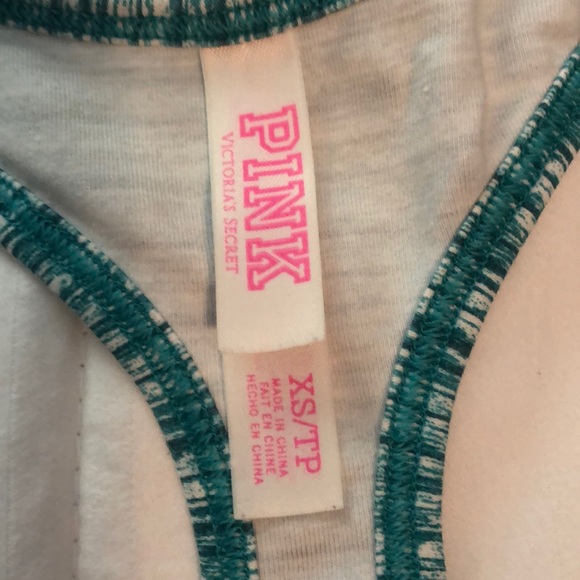 PINK
VICTORIA'S SECRET
XS/TP
MADE IN CHINA
FAIT EN CHINE
HECHO EN CHINA